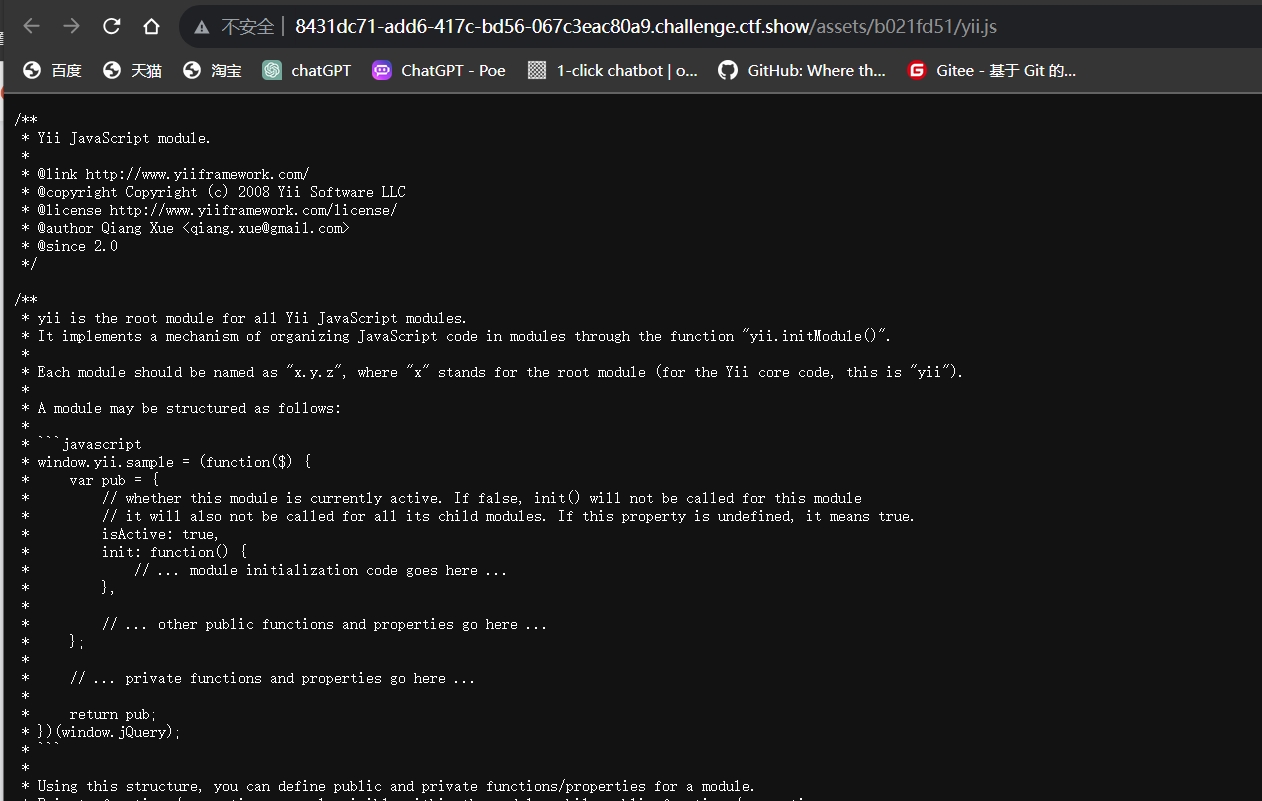 不安全 | 8431dc71-add6-417c-bd56-067c3eac80a9.challenge.ctf.show/assets/b021fd51/yii.js
百度 天猫 淘宝 chatGPT ChatGPT - Poe 1-click chatbot | o... GitHub: Where th... Gitee - 基于 Git 的...
/**
* Yii JavaScript module.
*
* @link http://www.yiiframework.com/
* @copyright Copyright (c) 2008 Yii Software LLC
* @license http://www.yiiframework.com/license/
* @author Qiang Xue <qiang.xue@gmail.com>
* @since 2.0
*/
/**
* yii is the root module for all Yii JavaScript modules.
* It implements a mechanism of organizing JavaScript code in modules through the function "yii.initModule()".
*
* Each module should be named as "x.y.z", where "x" stands for the root module (for the Yii core code, this is "yii").
*
* A module may be structured as follows:
*
* ```javascript
* window.yii.sample = (function($) {
*     var pub = {
*         // whether this module is currently active. If false, init() will not be called for this module
*         // it will also not be called for all its child modules. If this property is undefined, it means true.
*         isActive: true,
*         init: function() {
*             // ... module initialization code goes here ...
*         },
*
*         // ... other public functions and properties go here ...
*     };
*
*     // ... private functions and properties go here ...
*
*     return pub;
* })(window.jQuery);
* ```
*
* Using this structure, you can define public and private functions/properties for a module.